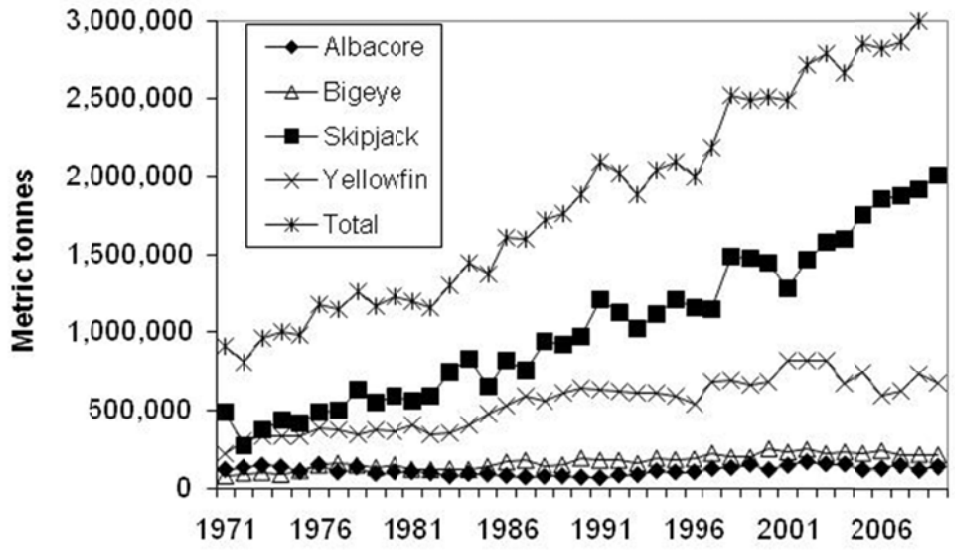 3,000,000
2,500,000
2,000,000
1,500,000
1,000,000
500,000
0
Metric tonnes
Albacore
Bigeye
Skipjack
Yellowfin
Total
1971 1976 1981 1986 1991 1996 2001 2006